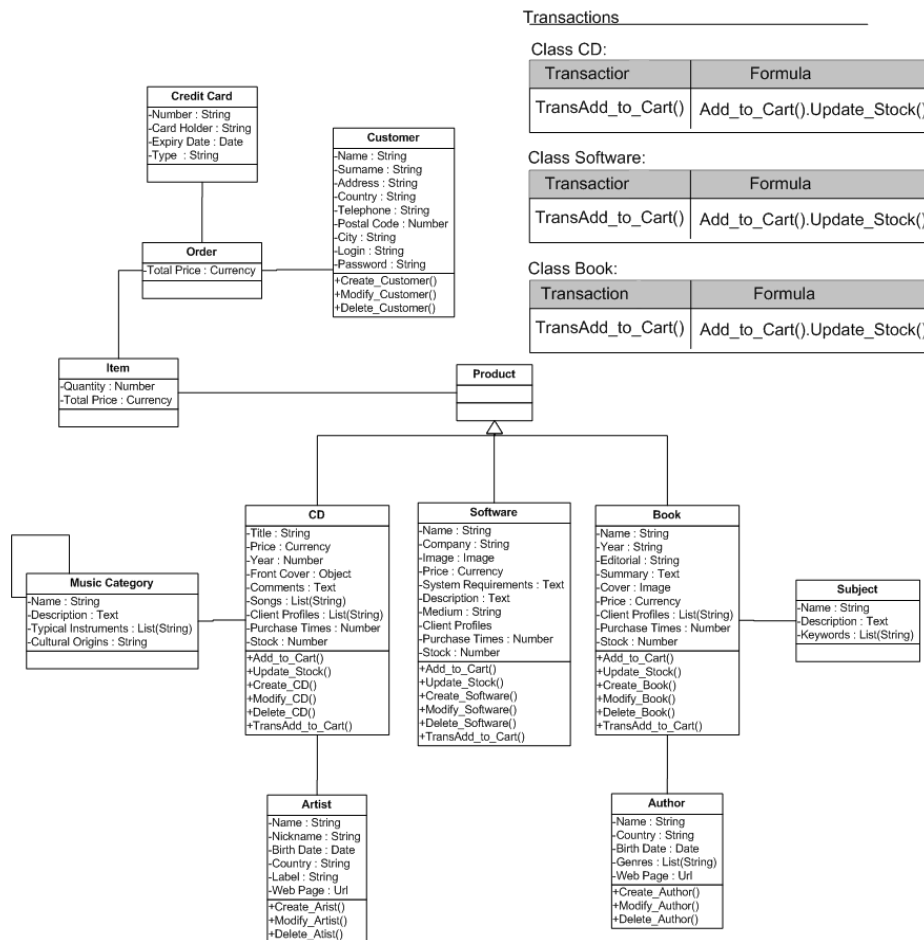 Transactions
Class CD:
Transactior Formula
TransAdd_to_Cart() Add_to_Cart().Update_Stock()
Class Software:
Transactior Formula
TransAdd_to_Cart() Add_to_Cart().Update_Stock()
Class Book:
Transaction Formula
TransAdd_to_Cart() Add_to_Cart().Update_Stock()
Credit Card
-Number : String
-Card Holder : String
-Expiry Date : Date
-Type : String
Customer
-Name : String
-Surname : String
-Address : String
-Country : String
-Telephone : String
-Postal Code : Number
-City : String
-Login : String
-Password : String
+Create_Customer()
+Modify_Customer()
+Delete_Customer()
Order
-Total Price : Currency
Item
-Quantity : Number
-Total Price : Currency
Product
CD
-Title : String
-Price : Currency
-Year : Number
-Front Cover : Object
-Comments : Text
-Songs : List(String)
-Client Profiles : List(String)
-Purchase Times : Number
-Stock : Number
+Add_to_Cart()
+Update_Stock()
+Create_CD()
+Modify_CD()
+Delete_CD()
+TransAdd_to_Cart()
Software
-Name : String
-Company : String
-Image : Image
-Price : Currency
-System Requirements : Text
-Description : Text
-Medium : String
-Client Profiles
-Purchase Times : Number
-Stock : Number
+Add_to_Cart()
+Update_Stock()
+Create_Software()
+Modify_Software()
+Delete_Software()
+TransAdd_to_Cart()
Book
-Name : String
-Year : String
-Editorial : String
-Summary : Text
-Cover : Image
-Price : Currency
-Client Profiles : List(String)
-Purchase Times : Number
-Stock : Number
+Add_to_Cart()
+Update_Stock()
+Create_Book()
+Modify_Book()
+Delete_Book()
+TransAdd_to_Cart()
Music Category
-Name : String
-Description : Text
-Typical Instruments : List(String)
-Cultural Origins : String
Subject
-Name : String
-Description : Text
-Keywords : List(String)
Artist
-Name : String
-Nickname : String
-Birth Date : Date
-Country : String
-Label : String
-Web Page : Url
+Create_Arist()
+Modify_Artist()
+Delete_Atist()
Author
-Name : String
-Country : String
-Birth Date : Date
-Genres : List(String)
-Web Page : Url
+Create_Author()
+Modify_Author()
+Delete_Author()